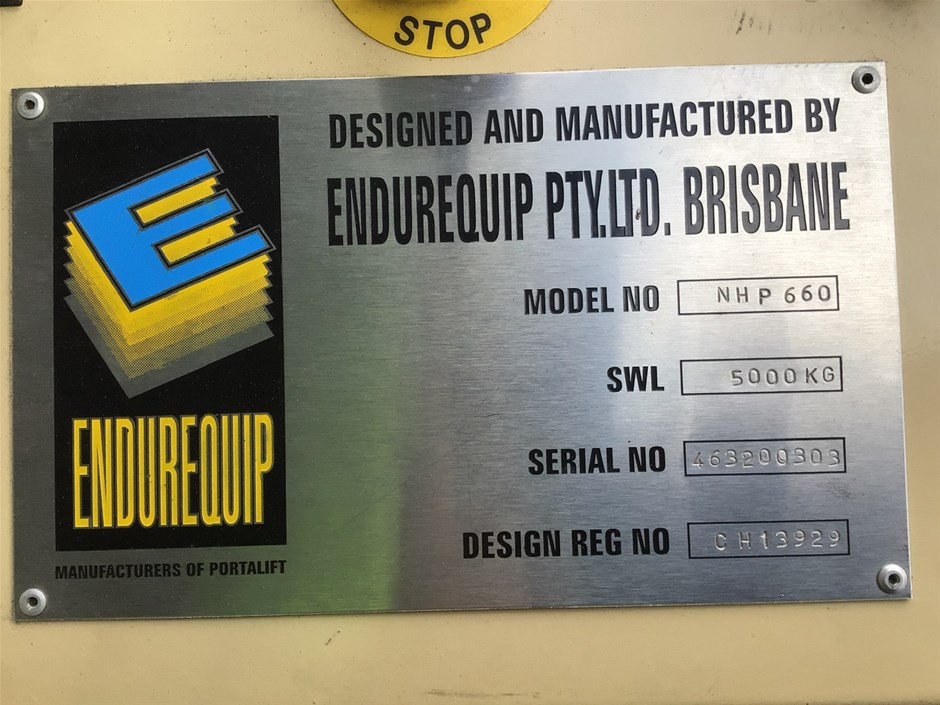 STOP
DESIGNED AND MANUFACTURED BY
ENDUREQUIP PTY.LTD. BRISBANE
MODEL NO NHP 660
SWL 5000KG
SERIAL NO 463200303
DESIGN REG NO CH13929
E
ENDUREQUIP
MANUFACTURERS OF PORTALIFT